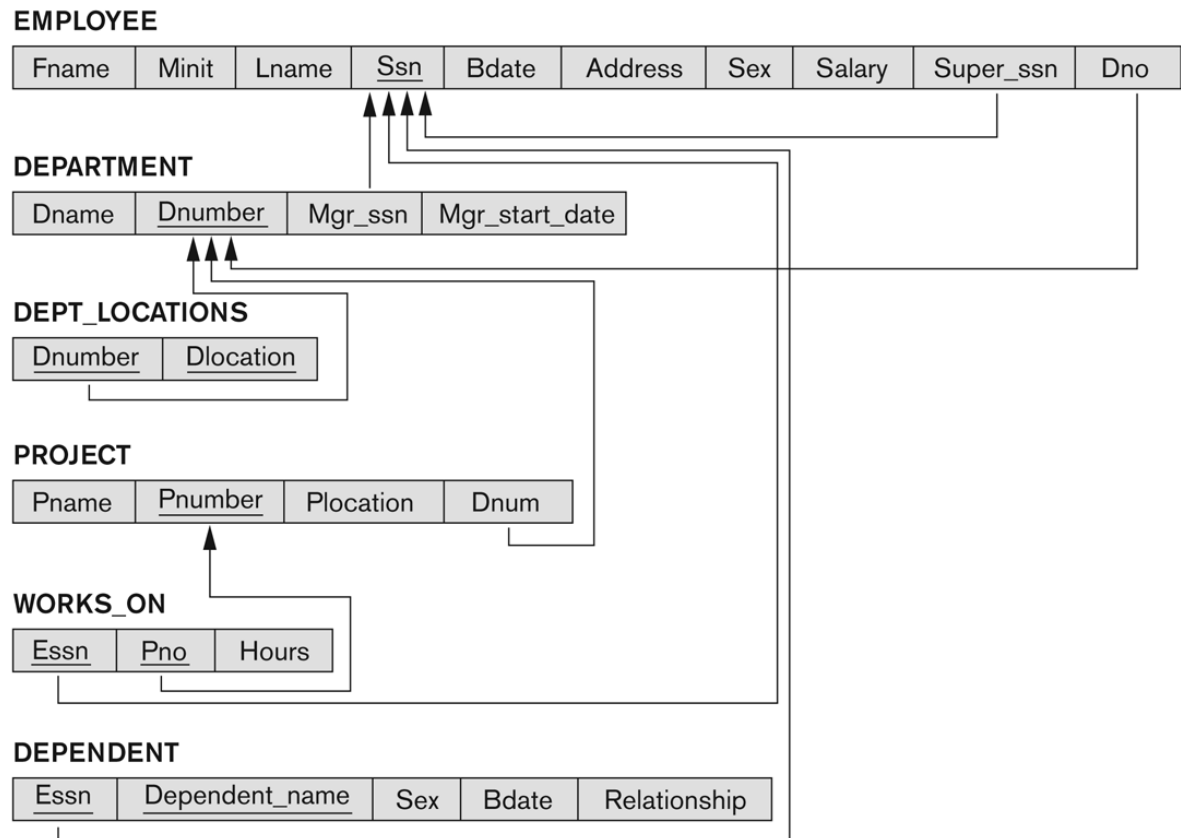 EMPLOYEE
Fname Minit Lname Ssn Bdate Address Sex Salary Super_ssn Dno
DEPARTMENT
Dname Dnumber Mgr_ssn Mgr_start_date
DEPT_LOCATIONS
Dnumber Dlocation
PROJECT
Pname Pnumber Plocation Dnum
WORKS_ON
Essn Pno Hours
DEPENDENT
Essn Dependent_name Sex Bdate Relationship